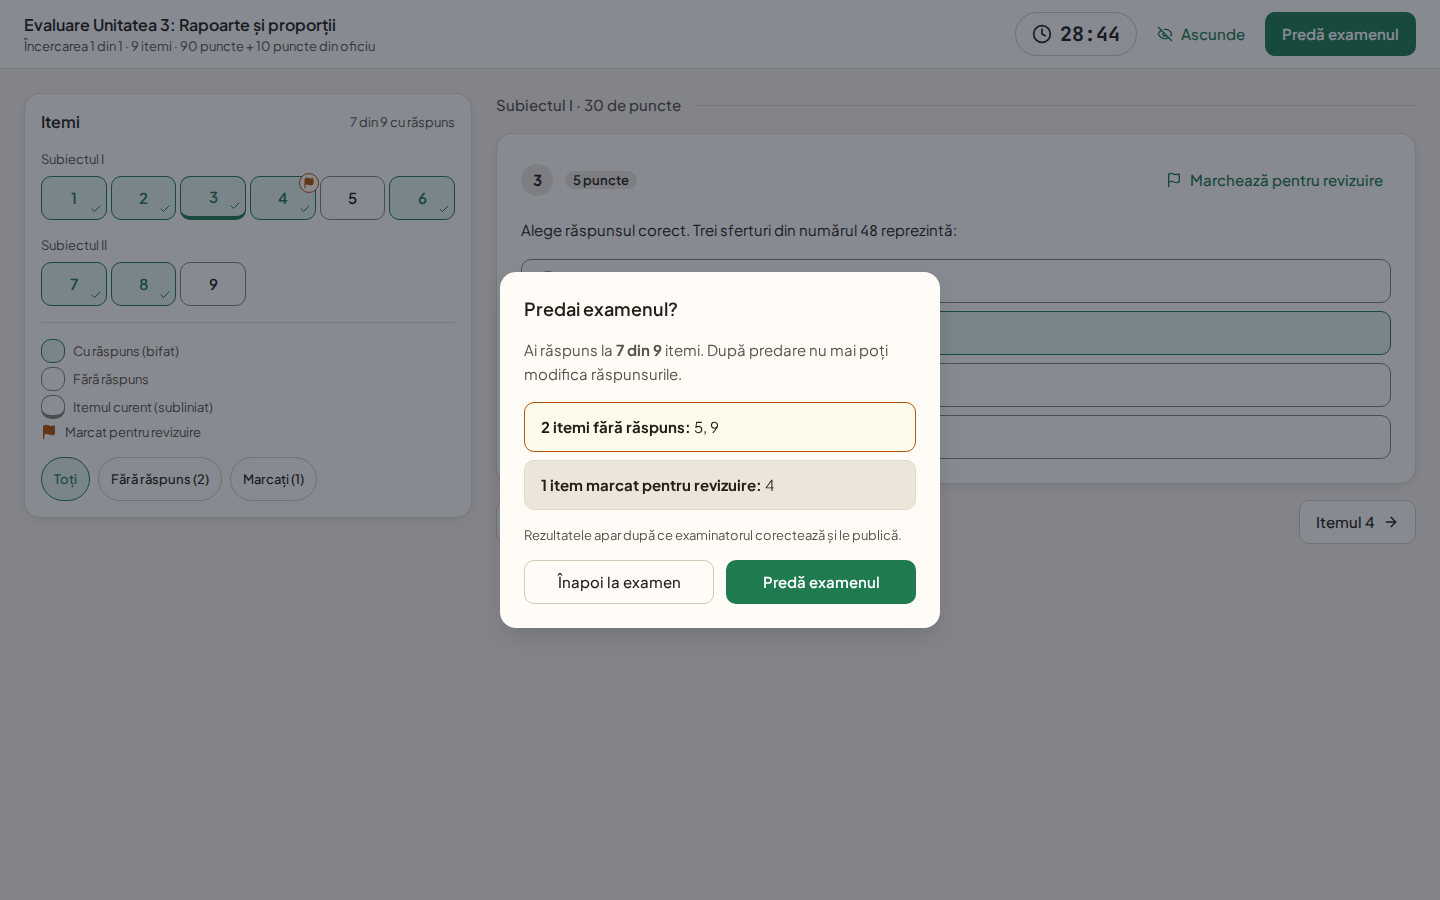 Evaluare Unitatea 3: Rapoarte și proporții
Încercarea 1 din 1 · 9 itemi · 90 puncte + 10 puncte din oficiu
28:44
Ascunde
Predă examenul
Itemi
7 din 9 cu răspuns
Subiectul I
1
2
3
4
5
6
Subiectul II
7
8
9
Cu răspuns (bifat)
Fără răspuns
Itemul curent (subliniat)
Marcat pentru revizuire
Toți
Fără răspuns (2)
Marcați (1)
Subiectul I · 30 de puncte
3
5 puncte
Marchează pentru revizuire
Alege răspunsul corect. Trei sferturi din numărul 48 reprezintă:
Itemul 4
Predai examenul?
Ai răspuns la 7 din 9 itemi. După predare nu mai poți
modifica răspunsurile.
2 itemi fără răspuns: 5, 9
1 item marcat pentru revizuire: 4
Rezultatele apar după ce examinatorul corectează și le publică.
Înapoi la examen
Predă examenul